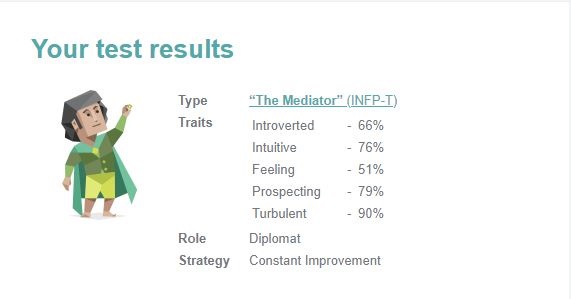 Your test results
Type “The Mediator” (INFP-T)
Traits
Introverted - 66%
Intuitive - 76%
Feeling - 51%
Prospecting - 79%
Turbulent - 90%
Role Diplomat
Strategy Constant Improvement